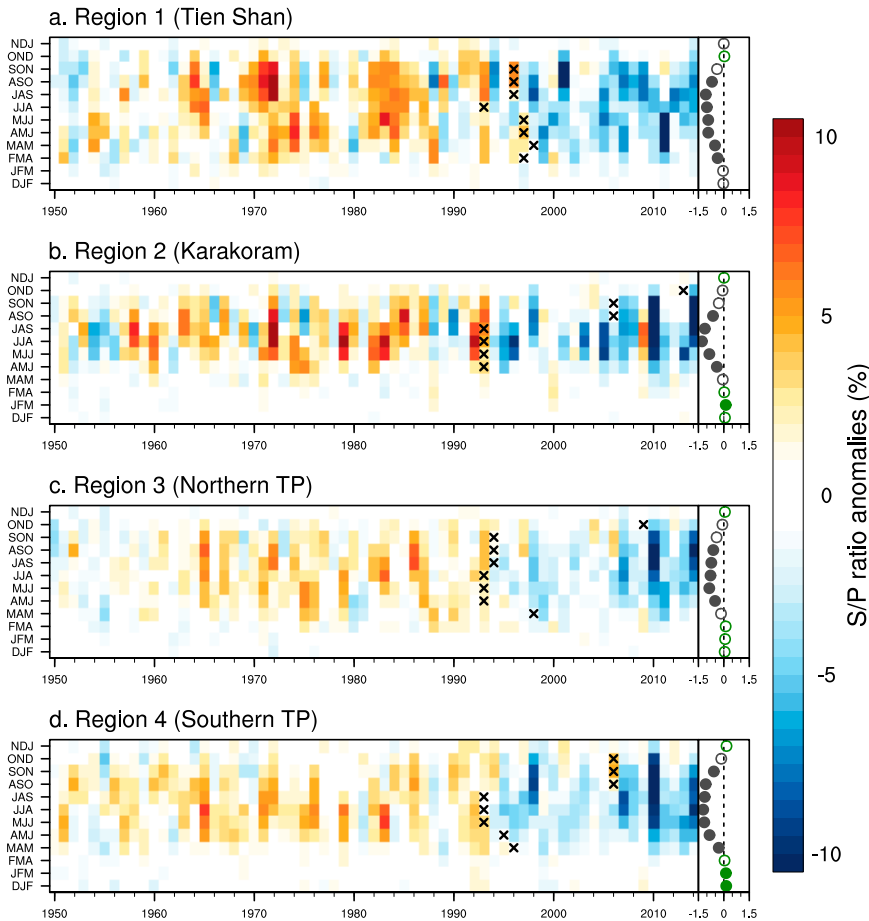 a. Region 1 (Tien Shan)
NDJ
OND
SON
ASO
JAS
JJA
MJJ
AMJ
MAM
FMA
JFM
DJF
1950 1960 1970 1980 1990 2000 2010 -1.5 0 1.5
b. Region 2 (Karakoram)
NDJ
OND
SON
ASO
JAS
JJA
MJJ
AMJ
MAM
FMA
JFM
DJF
1950 1960 1970 1980 1990 2000 2010 -1.5 0 1.5
c. Region 3 (Northern TP)
NDJ
OND
SON
ASO
JAS
JJA
MJJ
AMJ
MAM
FMA
JFM
DJF
1950 1960 1970 1980 1990 2000 2010 -1.5 0 1.5
d. Region 4 (Southern TP)
NDJ
OND
SON
ASO
JAS
JJA
MJJ
AMJ
MAM
FMA
JFM
DJF
1950 1960 1970 1980 1990 2000 2010 -1.5 0 1.5
10
5
0
-5
-10
S/P ratio anomalies (%)